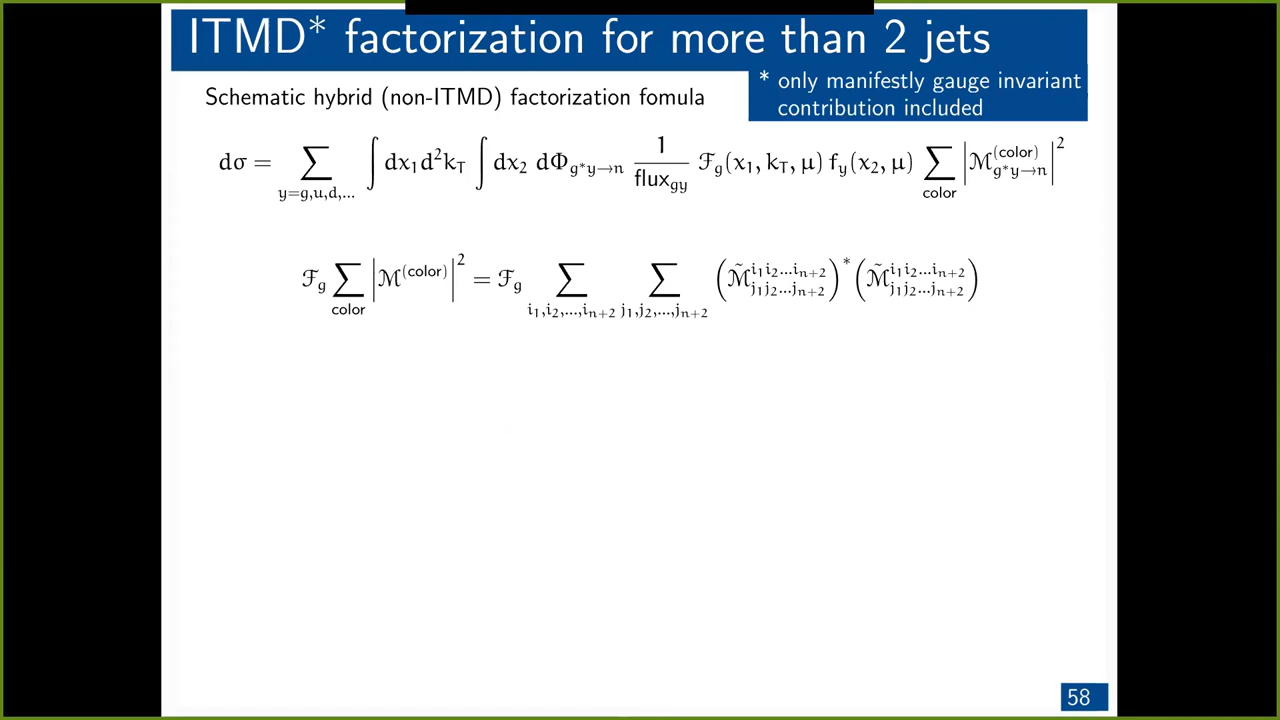 ITMD* factorization for more than 2 jets
* only manifestly gauge invariant
contribution included
Schematic hybrid (non-ITMD) factorization fomula
dσ = ∑_{y=g,u,d,...} ∫ dx₁d²k_T ∫ dx₂ dΦ_{g*y→n} 1/flux_{gy} ℱ_g(x₁, k_T, μ) f_y(x₂, μ) ∑_{color} |ℳ^{(color)}_{g*y→n}|²
ℱ_g ∑_{color} |ℳ^{(color)}|² = ℱ_g ∑_{i₁,i₂,...,i_{n+2}} ∑_{j₁,j₂,...,j_{n+2}} (ℳ̃^{i₁i₂...i_{n+2}}_{j₁j₂...j_{n+2}})* (ℳ̃^{i₁i₂...i_{n+2}}_{j₁j₂...j_{n+2}})
58